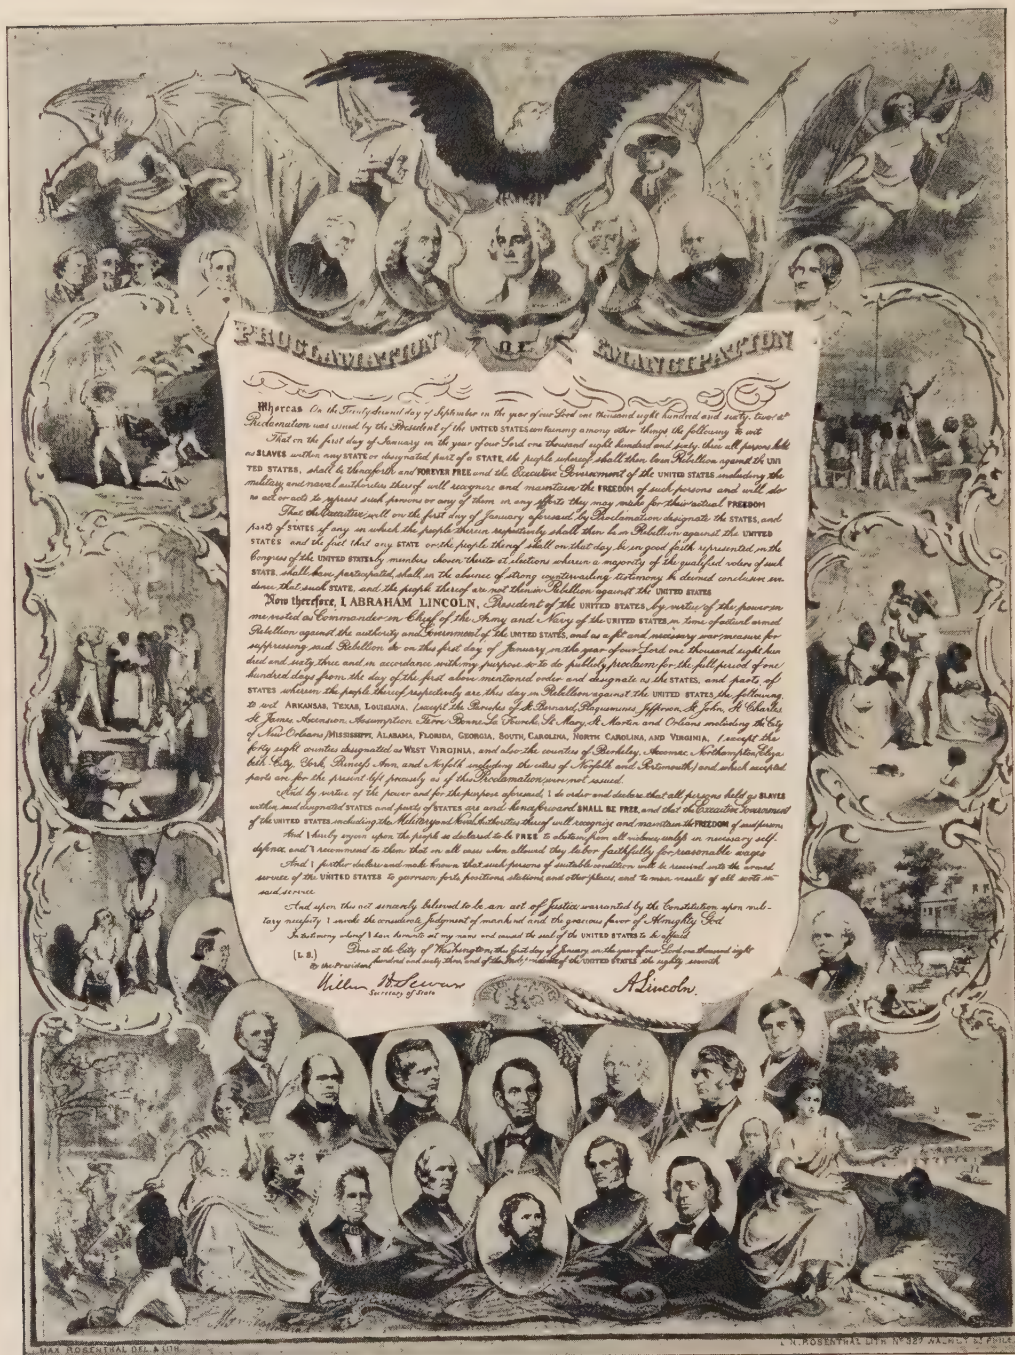 PROCLAMATION OF EMANCIPATION
Whereas On the Twenty Second day of September in the year of our Lord one thousand eight hundred and sixty-two, a
Proclamation was issued by the President of the UNITED STATES containing among other things the following to wit
That on the first day of January in the year of our Lord one thousand eight hundred and sixty three all persons held
as SLAVES within any STATE or designated part of a STATE, the people whereof shall then be in Rebellion against the UNI
TED STATES, shall be thenceforth and FOREVER FREE and the Executive Government of the UNITED STATES including the
military and naval authorities thereof will recognize and maintain the FREEDOM of such persons and will do
no act or acts to repress such persons or any of them in any efforts they may make for their actual FREEDOM
That the Executive will on the first day of January aforesaid by Proclamation designate the STATES, and
parts of STATES if any in which the people therein respectively shall then be in Rebellion against the UNITED
STATES and the fact that any STATE or the people thereof shall on that day be in good faith represented in the
Congress of the UNITED STATES by members chosen thereto at elections wherein a majority of the qualified voters of such
STATE, shall have participated, shall in the absence of strong countervailing testimony be deemed conclusive evi
dence that such STATE, and the people thereof are not then in Rebellion against the UNITED STATES
Now therefore, I, ABRAHAM LINCOLN, President of the UNITED STATES by virtue of the power in
me vested as Commander in Chief of the Army and Navy of the UNITED STATES, in time of actual armed
Rebellion against the authority and Government of the UNITED STATES, and as a fit and necessary war measure for
suppressing said Rebellion do on this first day of January in the year of our Lord one thousand eight hun
dred and sixty three and in accordance with my purpose so to do publicly proclaim for the full period of one
hundred days from the day of the first above mentioned order and designate as the STATES, and parts of
STATES wherein the people thereof respectively are this day in Rebellion against the UNITED STATES the following
to wit ARKANSAS, TEXAS, LOUISIANA, (except the Parishes of St. Bernard, Plaquemines Jefferson, St. John, St Charles
St James Ascension, Assumption, Terre Bonne La Fourche St. Mary, St. Martin and Orleans including the City
of New Orleans) MISSISSIPPI, ALABAMA, FLORIDA, GEORGIA, SOUTH CAROLINA, NORTH CAROLINA, AND VIRGINIA, (except the
forty eight counties designated as WEST VIRGINIA, and also the counties of Berkeley Accomac Northampton, Eliza
beth City, York, Princess Ann, and Norfolk including the cities of Norfolk and Portsmouth) and which excepted
parts are for the present left precisely as if this Proclamation were not issued.
And by virtue of the power and for the purpose aforesaid, I do order and declare that all persons held as SLAVES
within said designated STATES and parts of STATES are and henceforward SHALL BE FREE, and that the Executive Government
of the UNITED STATES, including the Military and Naval Authorities thereof will recognize and maintain the FREEDOM of said persons
And I hereby enjoin upon the people so declared to be FREE to abstain from all violence, unless in necessary self-
defence and I recommend to them that in all cases when allowed they labor faithfully for reasonable wages
And I further declare and make known that such persons of suitable condition will be received into the armed
service of the UNITED STATES to garrison forts, positions, stations, and other places, and to man vessels of all sorts in
said service
And upon this act sincerely believed to be an act of Justice warranted by the Constitution upon mili-
tary necessity I invoke the considerate judgment of mankind and the gracious favor of Almighty God
In testimony whereof I have hereunto set my name and caused the seal of the UNITED STATES to be affixed
Done at the City of Washington, the first day of January, in the year of our Lord one thousand eight
(L.S.) hundred and sixty three, and of the Independence of the UNITED STATES the eighty seventh
By the President
William H. Seward A Lincoln.
Secretary of State
MAX ROSENTHAL DEL. & LITH.
L. N. ROSENTHAL LITH. No 327 WALNUT St PHILA.